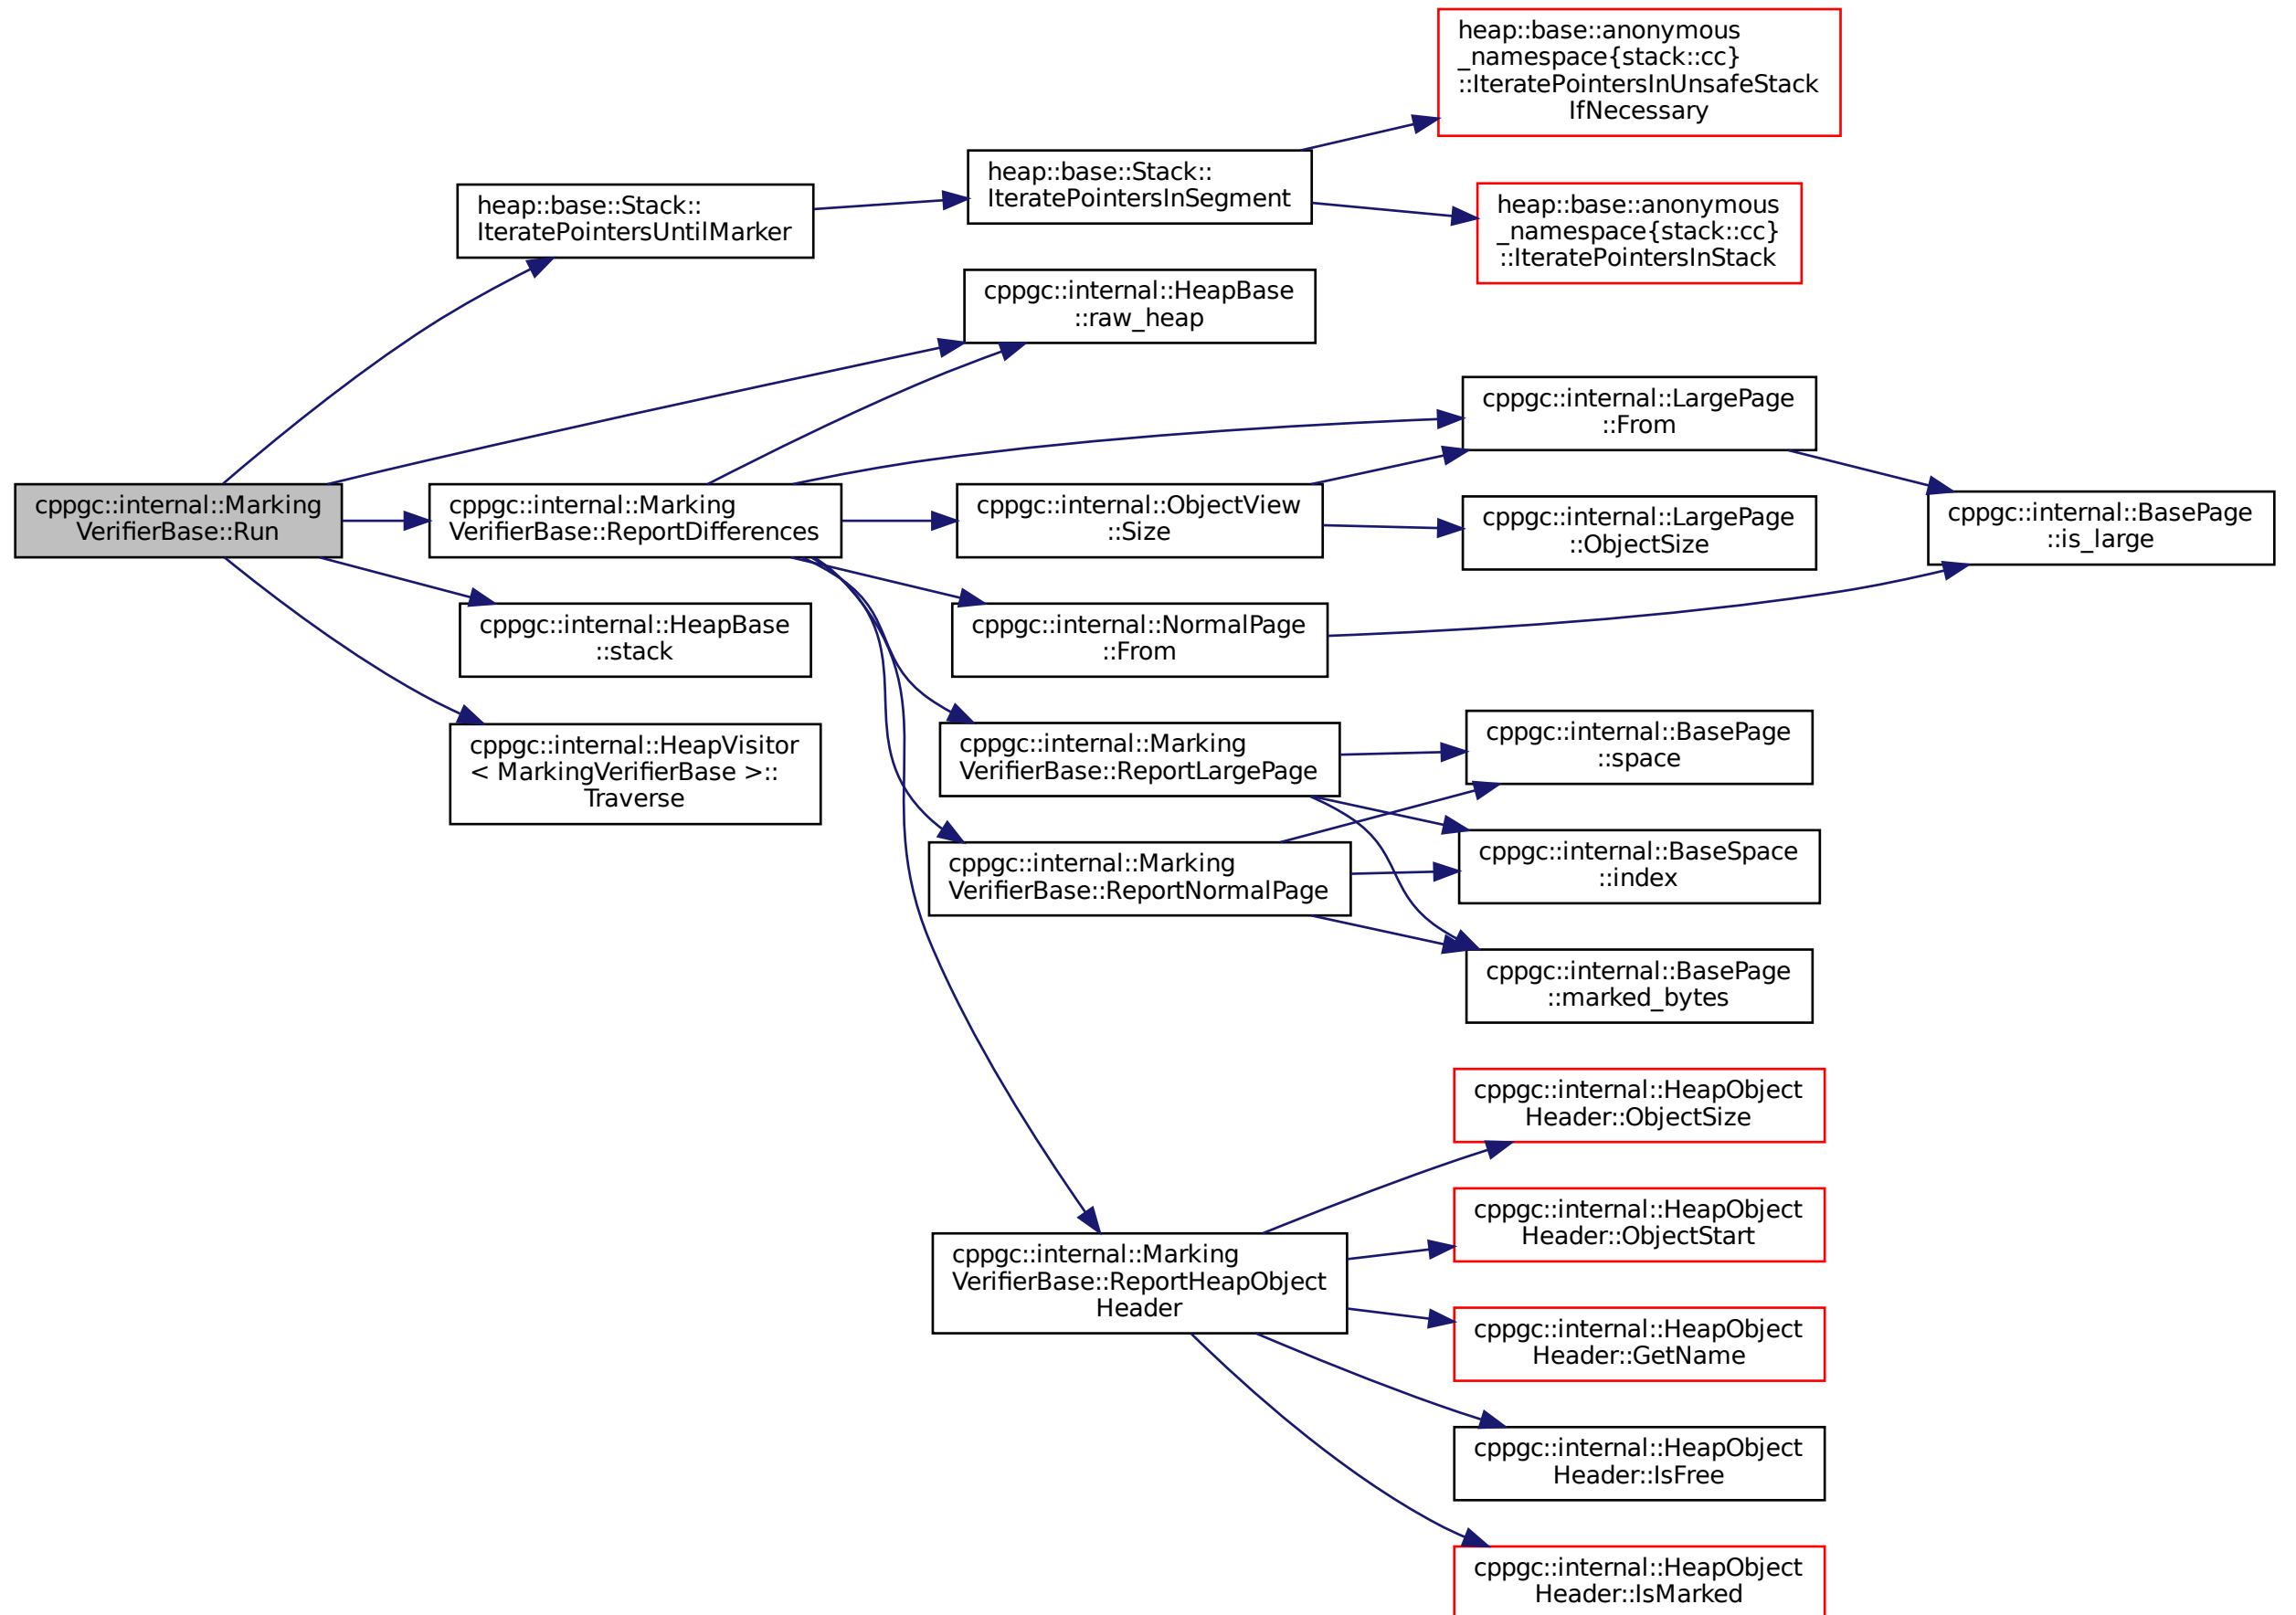 heap::base::anonymous
_namespace{stack::cc}
::IteratePointersInUnsafeStack
IfNecessary
heap::base::Stack::
IteratePointersInSegment
heap::base::Stack::
IteratePointersUntilMarker
heap::base::anonymous
_namespace{stack::cc}
::IteratePointersInStack
cppgc::internal::HeapBase
::raw_heap
cppgc::internal::LargePage
::From
cppgc::internal::Marking
VerifierBase::Run
cppgc::internal::Marking
VerifierBase::ReportDifferences
cppgc::internal::ObjectView
::Size
cppgc::internal::LargePage
::ObjectSize
cppgc::internal::BasePage
::is_large
cppgc::internal::HeapBase
::stack
cppgc::internal::NormalPage
::From
cppgc::internal::HeapVisitor
< MarkingVerifierBase >::
Traverse
cppgc::internal::Marking
VerifierBase::ReportLargePage
cppgc::internal::BasePage
::space
cppgc::internal::Marking
VerifierBase::ReportNormalPage
cppgc::internal::BaseSpace
::index
cppgc::internal::BasePage
::marked_bytes
cppgc::internal::HeapObject
Header::ObjectSize
cppgc::internal::HeapObject
Header::ObjectStart
cppgc::internal::Marking
VerifierBase::ReportHeapObject
Header
cppgc::internal::HeapObject
Header::GetName
cppgc::internal::HeapObject
Header::IsFree
cppgc::internal::HeapObject
Header::IsMarked